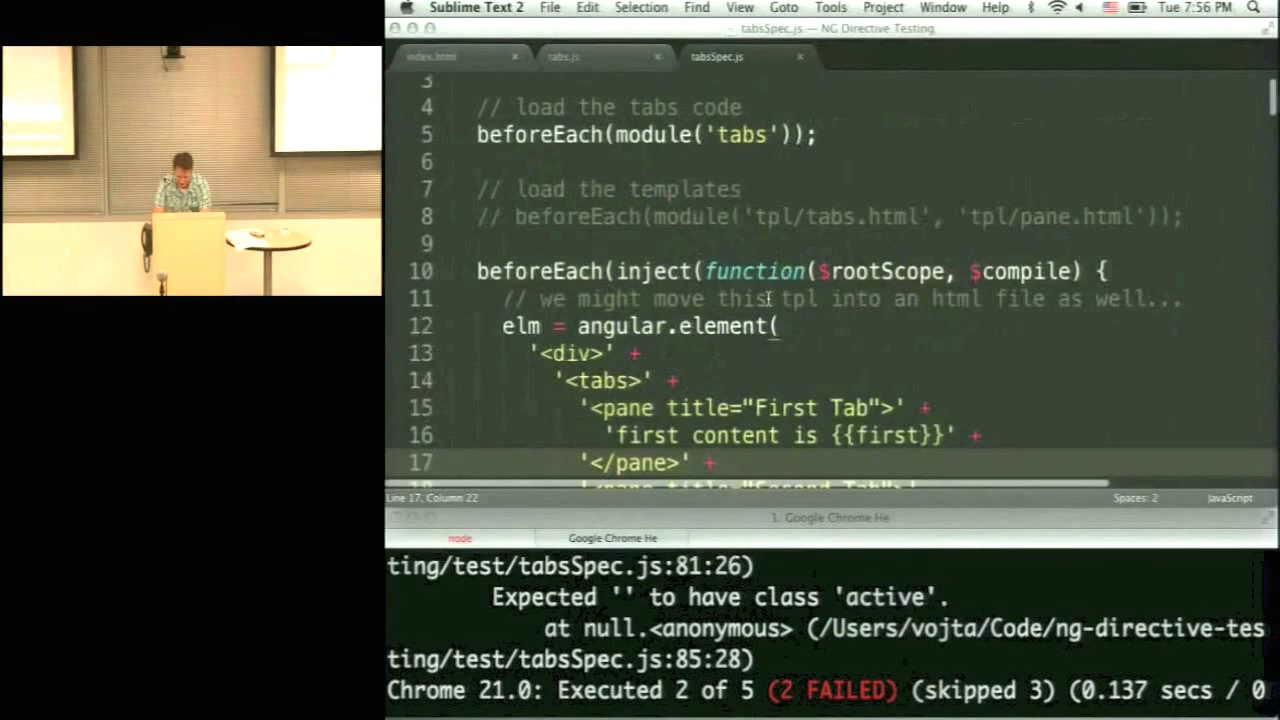 Sublime Text 2 File Edit Selection Find View Goto Tools Project Window Help Tue 7:56 PM
tabsSpec.js — NG Directive Testing
index.html tabs.js tabsSpec.js
3
4 // load the tabs code
5 beforeEach(module('tabs'));
6
7 // load the templates
8 // beforeEach(module('tpl/tabs.html', 'tpl/pane.html'));
9
10 beforeEach(inject(function($rootScope, $compile) {
11 // we might move this tpl into an html file as well...
12 elm = angular.element(
13 '<div>' +
14 '<tabs>' +
15 '<pane title="First Tab">' +
16 'first content is {{first}}' +
17 '</pane>' +
18 '<pane title="Second Tab">'
Line 17, Column 22 Spaces: 2 JavaScript
1. Google Chrome He
node Google Chrome He
ting/test/tabsSpec.js:81:26)
Expected '' to have class 'active'.
at null.<anonymous> (/Users/vojta/Code/ng-directive-tes
ting/test/tabsSpec.js:85:28)
Chrome 21.0: Executed 2 of 5 (2 FAILED) (skipped 3) (0.137 secs / 0